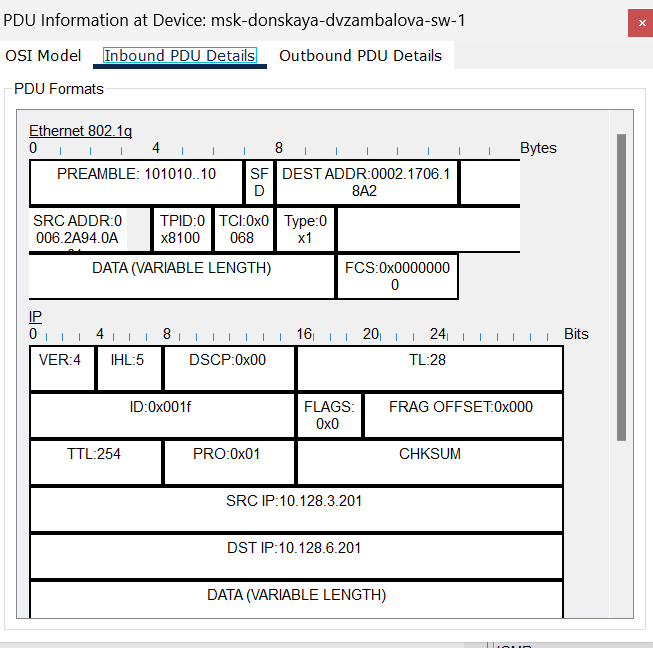 PDU Information at Device: msk-donskaya-dvzambalova-sw-1
×
OSI Model Inbound PDU Details Outbound PDU Details
PDU Formats
Ethernet 802.1q
0 4 8 Bytes
PREAMBLE: 101010..10
SF
D
DEST ADDR:0002.1706.1
8A2
SRC ADDR:0
006.2A94.0A
TPID:0
x8100
TCI:0x0
068
Type:0
x1
DATA (VARIABLE LENGTH)
FCS:0x0000000
0
IP
0 4 8 16 20 24 Bits
VER:4 IHL:5 DSCP:0x00 TL:28
ID:0x001f
FLAGS:
0x0
FRAG OFFSET:0x000
TTL:254 PRO:0x01 CHKSUM
SRC IP:10.128.3.201
DST IP:10.128.6.201
DATA (VARIABLE LENGTH)